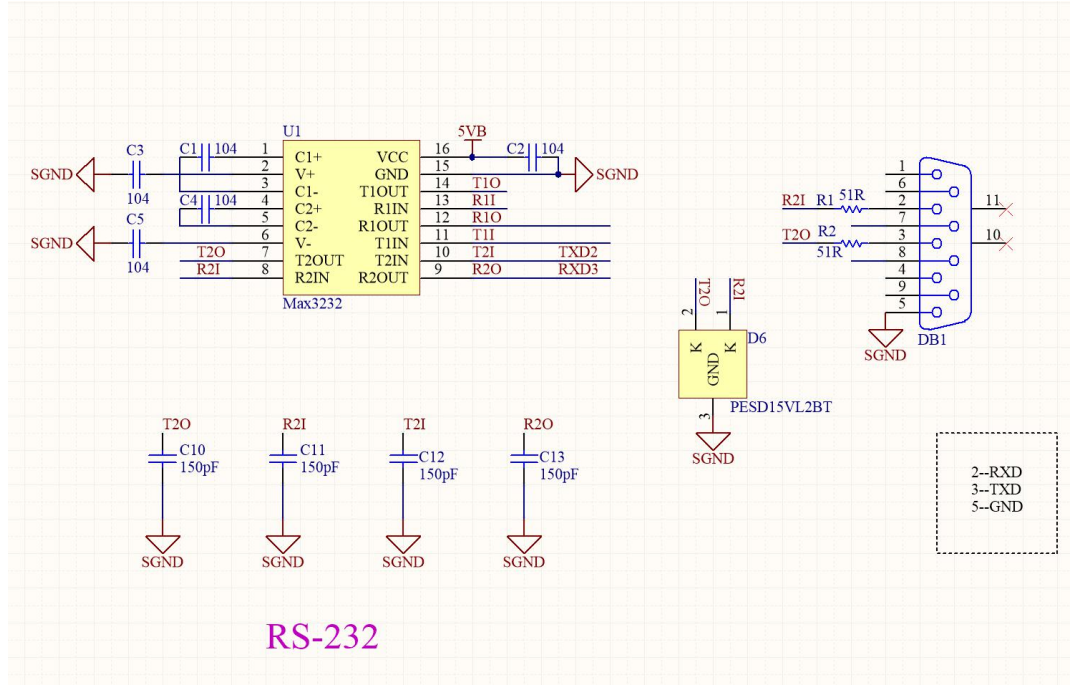 U1
5VB
C3
C1
104
1
C1+
VCC
16
C2
104
SGND
104
2
V+
GND
15
SGND
3
C1-
T1OUT
14
T1O
C4
104
4
C2+
R1IN
13
R1I
C5
5
C2-
R1OUT
12
R1O
SGND
104
6
V-
T1IN
11
T1I
T2O
7
T2OUT
T2IN
10
T2I
TXD2
R2I
8
R2IN
R2OUT
9
R2O
RXD3
Max3232
1
6
R2I
R1
51R
2
7
T2O
R2
51R
3
8
4
9
5
11
10
SGND
DB1
T2O
R2I
2
1
D6
K
K
GND
3
PESD15VL2BT
SGND
T2O
C10
150pF
SGND
R2I
C11
150pF
SGND
T2I
C12
150pF
SGND
R2O
C13
150pF
SGND
2--RXD
3--TXD
5--GND
RS-232